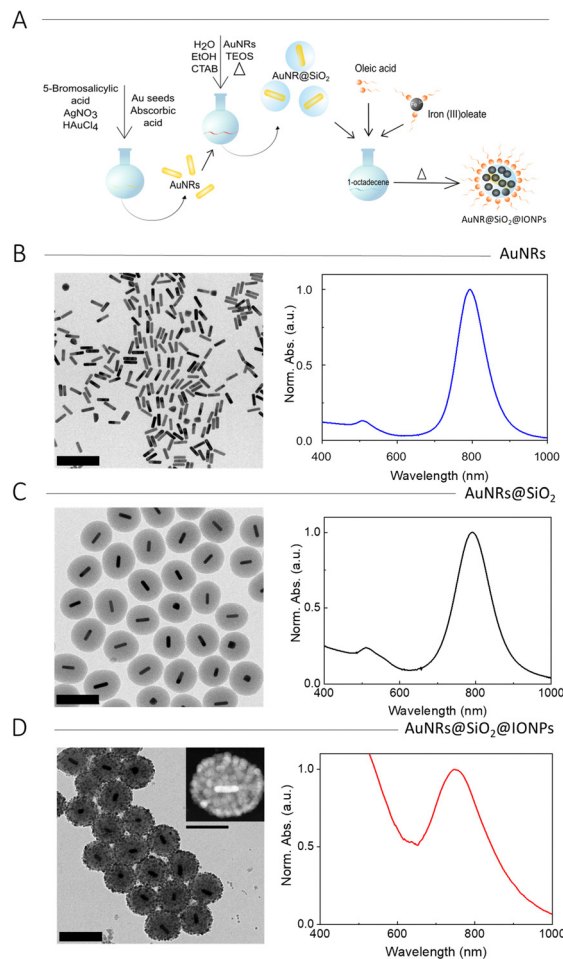 A
5-Bromosalicylic
acid
AgNO3
HAuCl4
Au seeds
Abscorbic
acid
AuNRs
H2O
EtOH
CTAB
AuNRs
TEOS
△
AuNR@SiO2
Oleic acid
Iron (III)oleate
1-octadecene
△
AuNR@SiO2@IONPs
B
AuNRs
Norm. Abs. (a.u.)
1.0
0.5
0.0
400 600 800 1000
Wavelength (nm)
C
AuNRs@SiO2
Norm. Abs. (a.u.)
1.0
0.5
0.0
400 600 800 1000
Wavelength (nm)
D
AuNRs@SiO2@IONPs
Norm. Abs. (a.u.)
1.0
0.5
0.0
400 600 800 1000
Wavelength (nm)